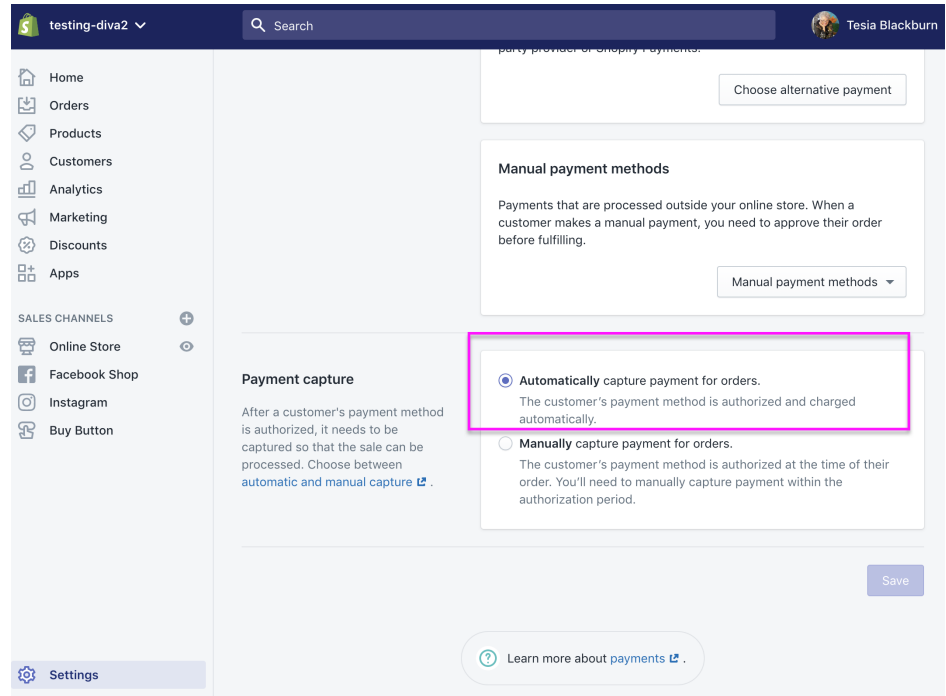 testing-diva2
Search
Tesia Blackburn
Home
Orders
Products
Customers
Analytics
Marketing
Discounts
Apps
SALES CHANNELS
Online Store
Facebook Shop
Instagram
Buy Button
Settings
party provider or Shopify Payments.
Choose alternative payment
Manual payment methods
Payments that are processed outside your online store. When a
customer makes a manual payment, you need to approve their order
before fulfilling.
Manual payment methods
Payment capture
After a customer's payment method
is authorized, it needs to be
captured so that the sale can be
processed. Choose between
automatic and manual capture .
Automatically capture payment for orders.
The customer's payment method is authorized and charged
automatically.
Manually capture payment for orders.
The customer's payment method is authorized at the time of their
order. You'll need to manually capture payment within the
authorization period.
Save
Learn more about payments .